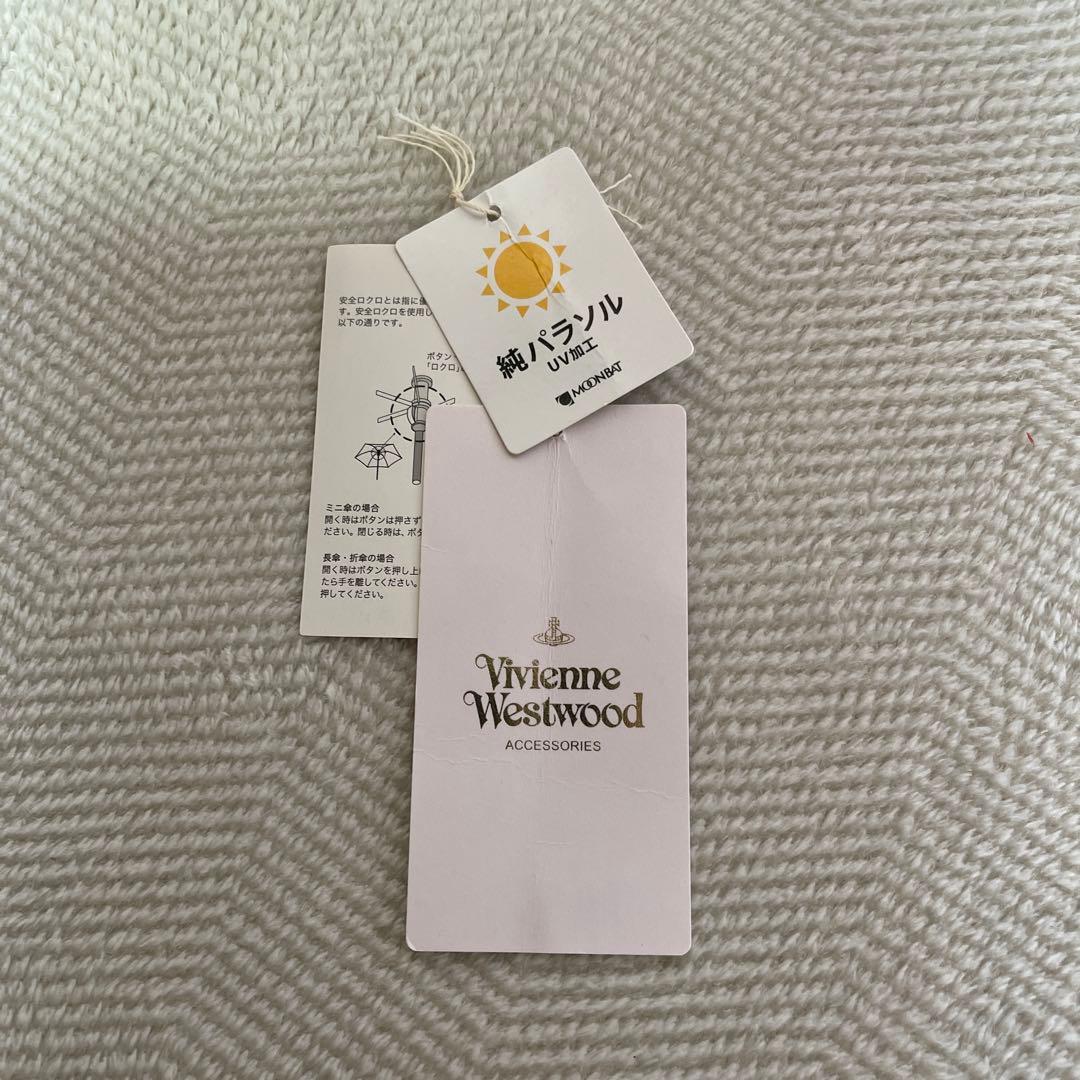 純パラソル
UV加工
MOONBAT
安全ロクロとは指に
す。安全ロクロを使用し
以下の通りです。
ボタン
「ロクロ」
ミニ傘の場合
開く時はボタンは押さず
ださい。閉じる時は、ボタ
長傘・折傘の場合
開く時はボタンを押し上
たら手を離してください。
押してください。
Vivienne
Westwood
ACCESSORIES